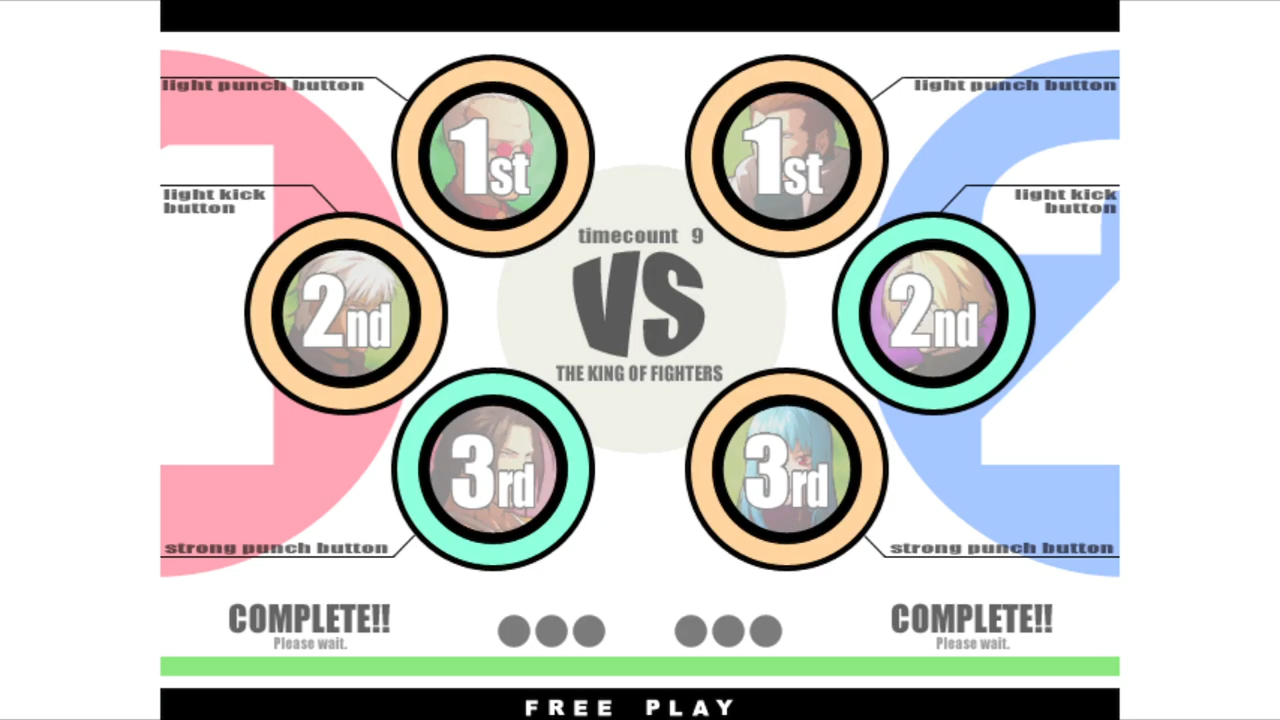 light punch button
light punch button
1st
1st
light kick
button
light kick
button
timecount 9
2nd
VS
2nd
THE KING OF FIGHTERS
3rd
3rd
strong punch button
strong punch button
COMPLETE!!
Please wait.
COMPLETE!!
Please wait.
FREE PLAY